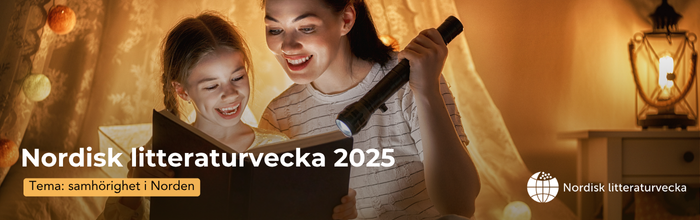 Nordisk litteraturvecka 2025
Tema: samhörighet i Norden
Nordisk litteraturvecka